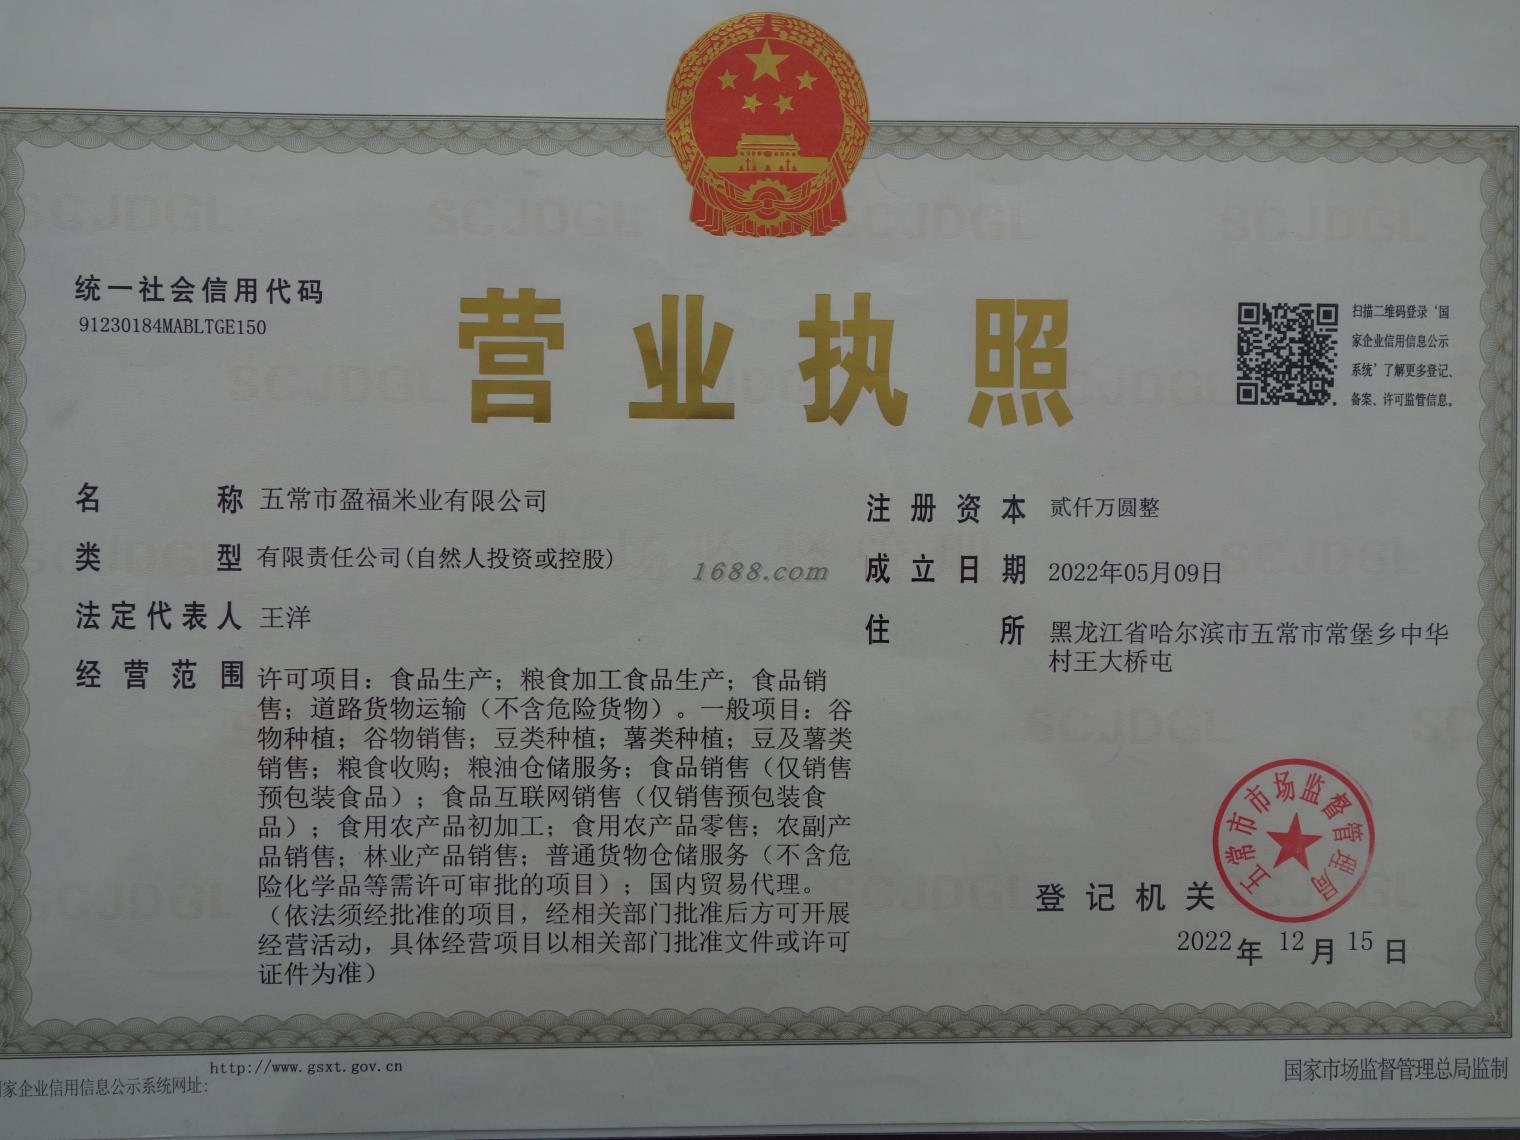 统一社会信用代码
91230184MABLTGE150
营业执照
扫描二维码登录‘国
家企业信用信息公示
系统’了解更多登记、
备案、许可监管信息。
名称 五常市盈福米业有限公司
类型 有限责任公司(自然人投资或控股)
法定代表人 王洋
经营范围 许可项目：食品生产；粮食加工食品生产；食品销
售；道路货物运输（不含危险货物）。一般项目：谷
物种植；谷物销售；豆类种植；薯类种植；豆及薯类
销售；粮食收购；粮油仓储服务；食品销售（仅销售
预包装食品）；食品互联网销售（仅销售预包装食
品）；食用农产品初加工；食用农产品零售；农副产
品销售；林业产品销售；普通货物仓储服务（不含危
险化学品等需许可审批的项目）；国内贸易代理。
（依法须经批准的项目，经相关部门批准后方可开展
经营活动，具体经营项目以相关部门批准文件或许可
证件为准）
注册资本 贰仟万圆整
成立日期 2022年05月09日
住所 黑龙江省哈尔滨市五常市常堡乡中华
村王大桥屯
1688.com
登记机关
五常市市场监督管理局
2022年12月15日
家企业信用信息公示系统网址:
http://www.gsxt.gov.cn
国家市场监督管理总局监制
SCJDGL
SCJDGL
SCJDGL
SCJDGL
SCJDGL
SCJDGL
SCJDGL
SCJDGL
SCJDGL